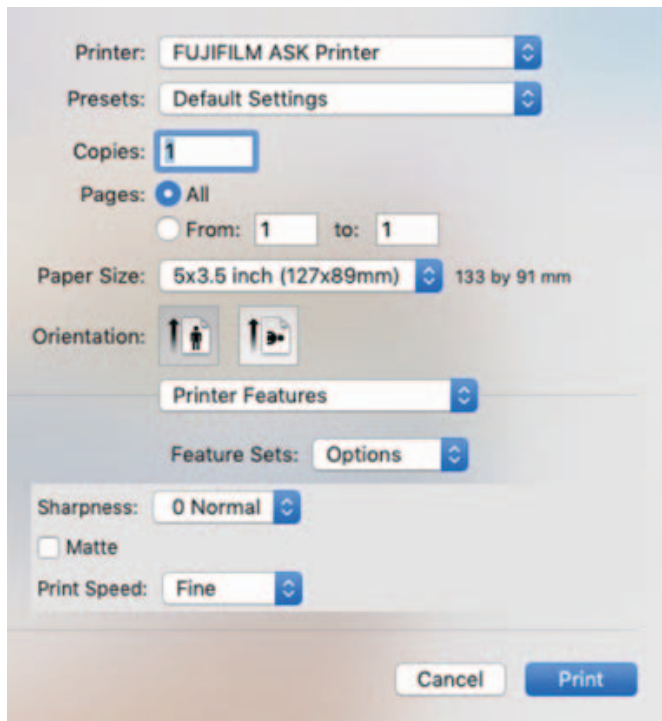 Printer: FUJIFILM ASK Printer
Presets: Default Settings
Copies: 1
Pages: All
From: 1 to: 1
Paper Size: 5x3.5 inch (127x89mm) 133 by 91 mm
Orientation:
Printer Features
Feature Sets: Options
Sharpness: 0 Normal
Matte
Print Speed: Fine
Cancel Print